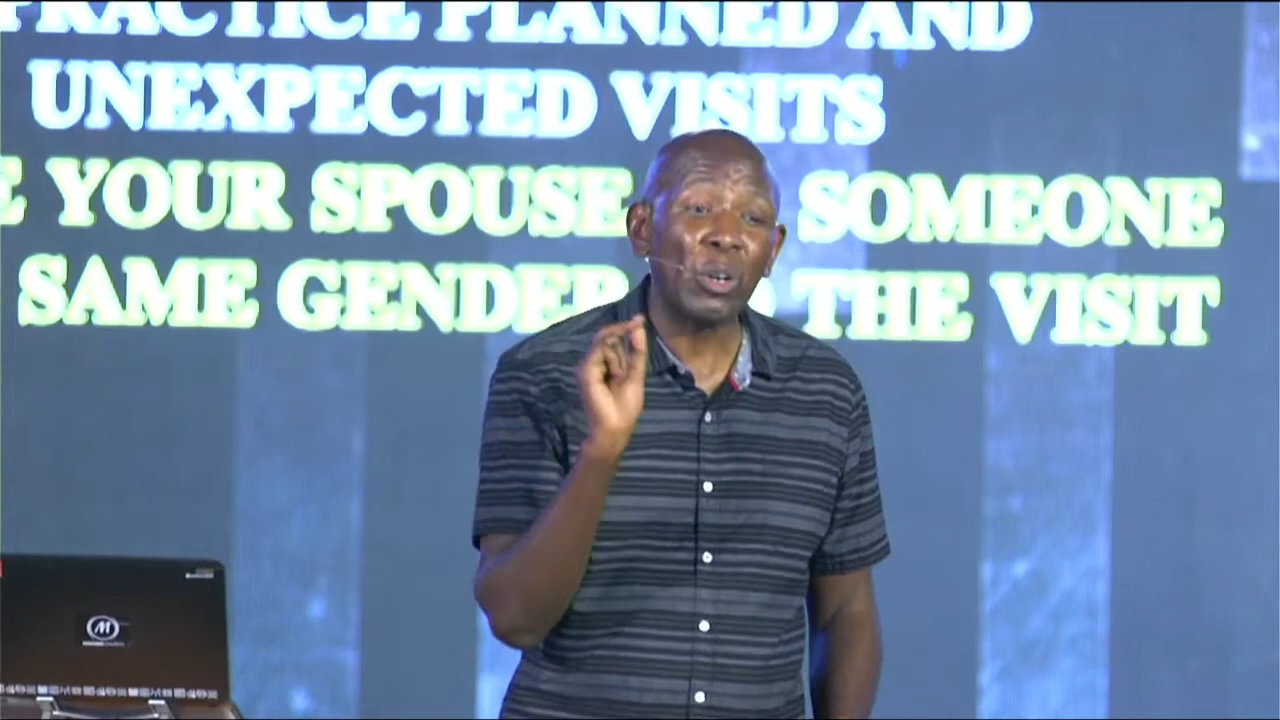 PRACTICE PLANNED AND
UNEXPECTED VISITS
YOUR SPOUSE SOMEONE
SAME GENDER THE VISIT
M